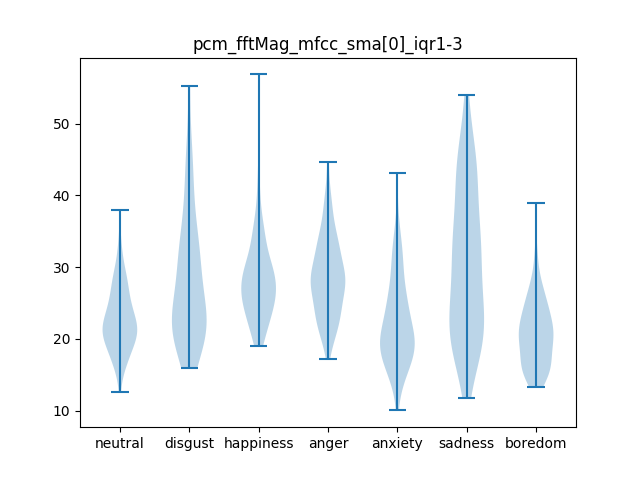 pcm_fftMag_mfcc_sma[0]_iqr1-3
50
40
30
20
10
neutral disgust happiness anger anxiety sadness boredom